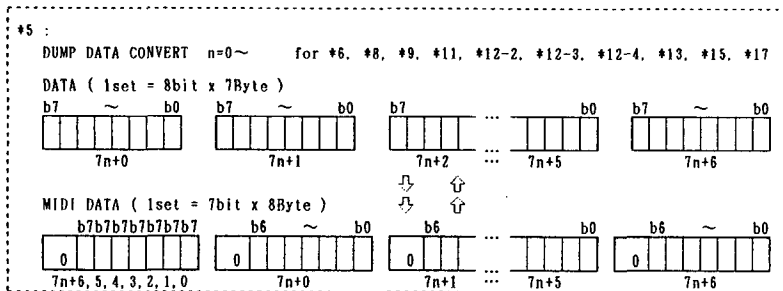 *5 :
DUMP DATA CONVERT n=0～ for *6, *8, *9, *11, *12-2, *12-3, *12-4, *13, *15, *17
DATA ( 1set = 8bit x 7Byte )
b7 ～ b0 b7 ～ b0 b7 b0 b7 ～ b0
...
7n+0 7n+1 7n+2 ... 7n+5 7n+6
MIDI DATA ( 1set = 7bit x 8Byte )
b7b7b7b7b7b7b7 b6 ～ b0 b6 b0 b6 ～ b0
...
0 0 0 0
7n+6,5,4,3,2,1,0 7n+0 7n+1 ... 7n+5 7n+6